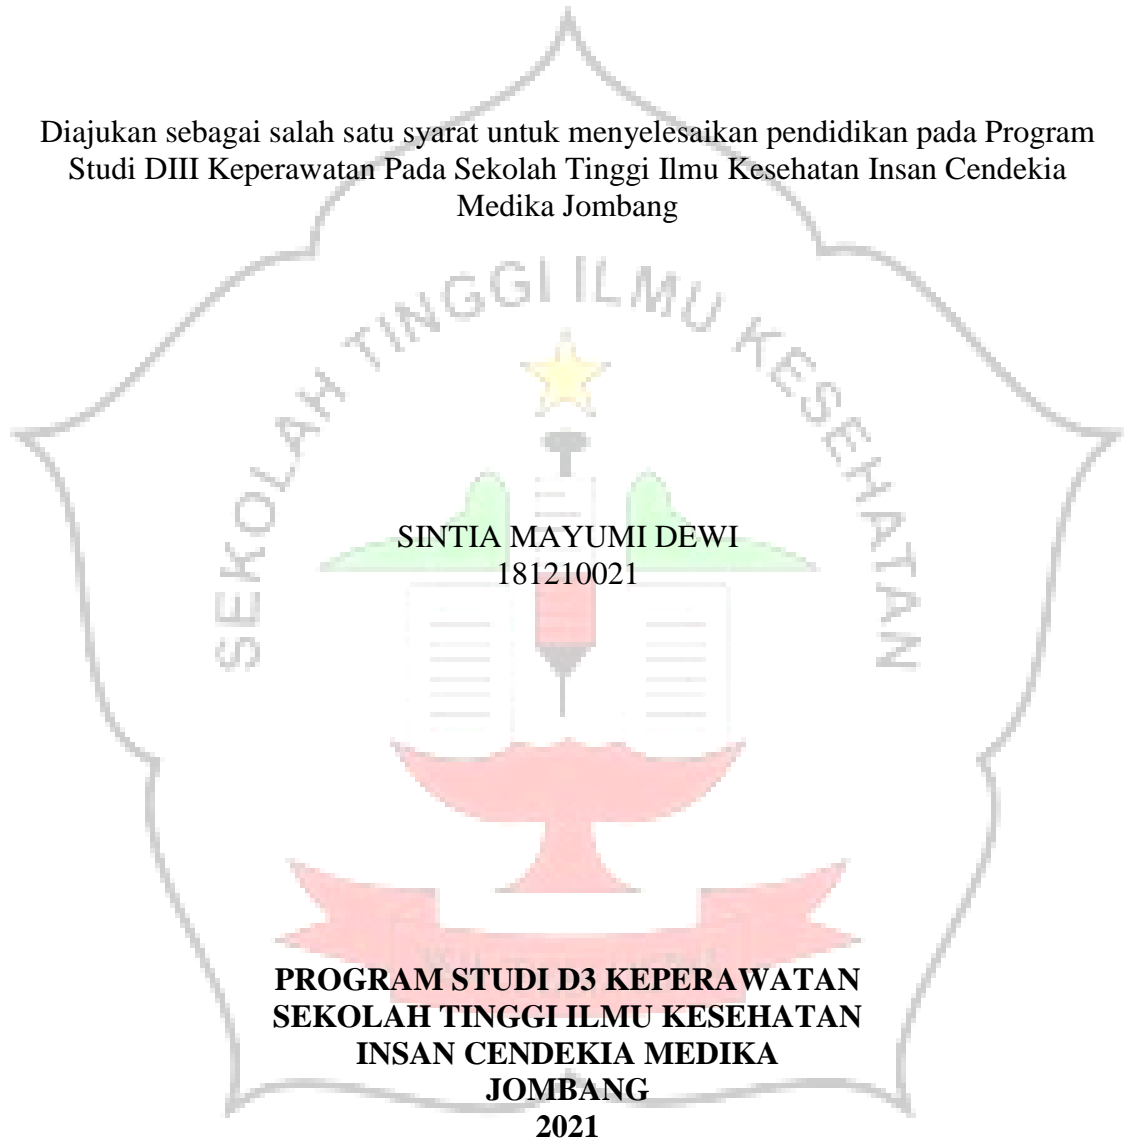 Diajukan sebagai salah satu syarat untuk menyelesaikan pendidikan pada Program
Studi DIII Keperawatan Pada Sekolah Tinggi Ilmu Kesehatan Insan Cendekia
Medika Jombang
SEKOLAH TINGGI ILMU KESEHATAN
SINTIA MAYUMI DEWI
181210021
PROGRAM STUDI D3 KEPERAWATAN
SEKOLAH TINGGI ILMU KESEHATAN
INSAN CENDEKIA MEDIKA
JOMBANG
2021